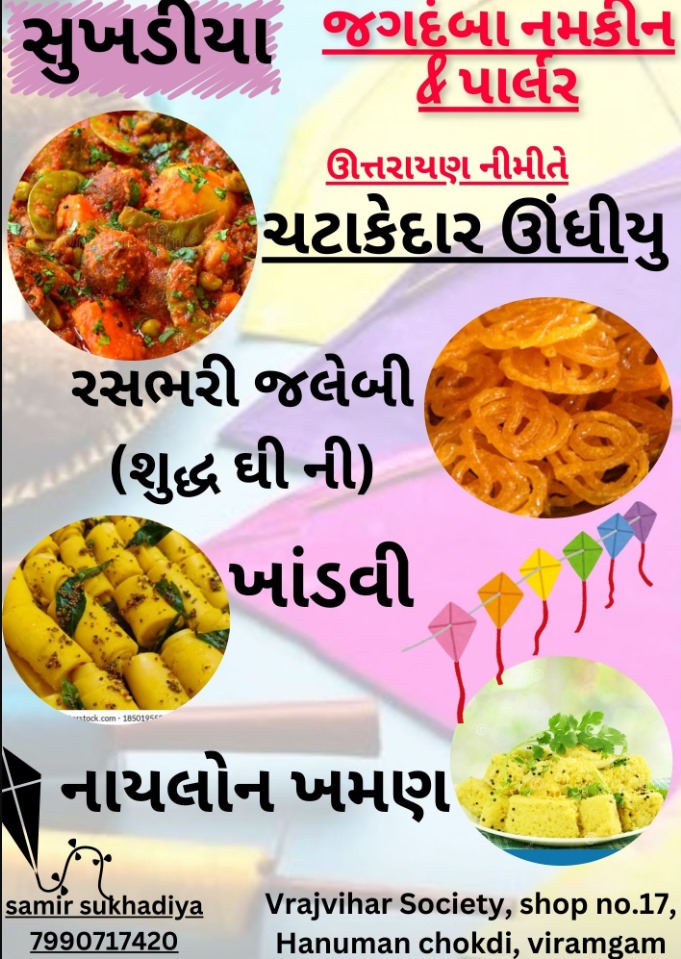 સુખડીયા
જગદંબા નમકીન
& પાર્લર
ઊત્તરાયણ નીમીતે
ચટાકેદાર ઊંધીયુ
રસભરી જલેબી
(શુદ્ધ ઘી ની)
ખાંડવી
નાયલોન ખમણ
samir sukhadiya
7990717420
Vrajvihar Society, shop no.17,
Hanuman chokdi, viramgam